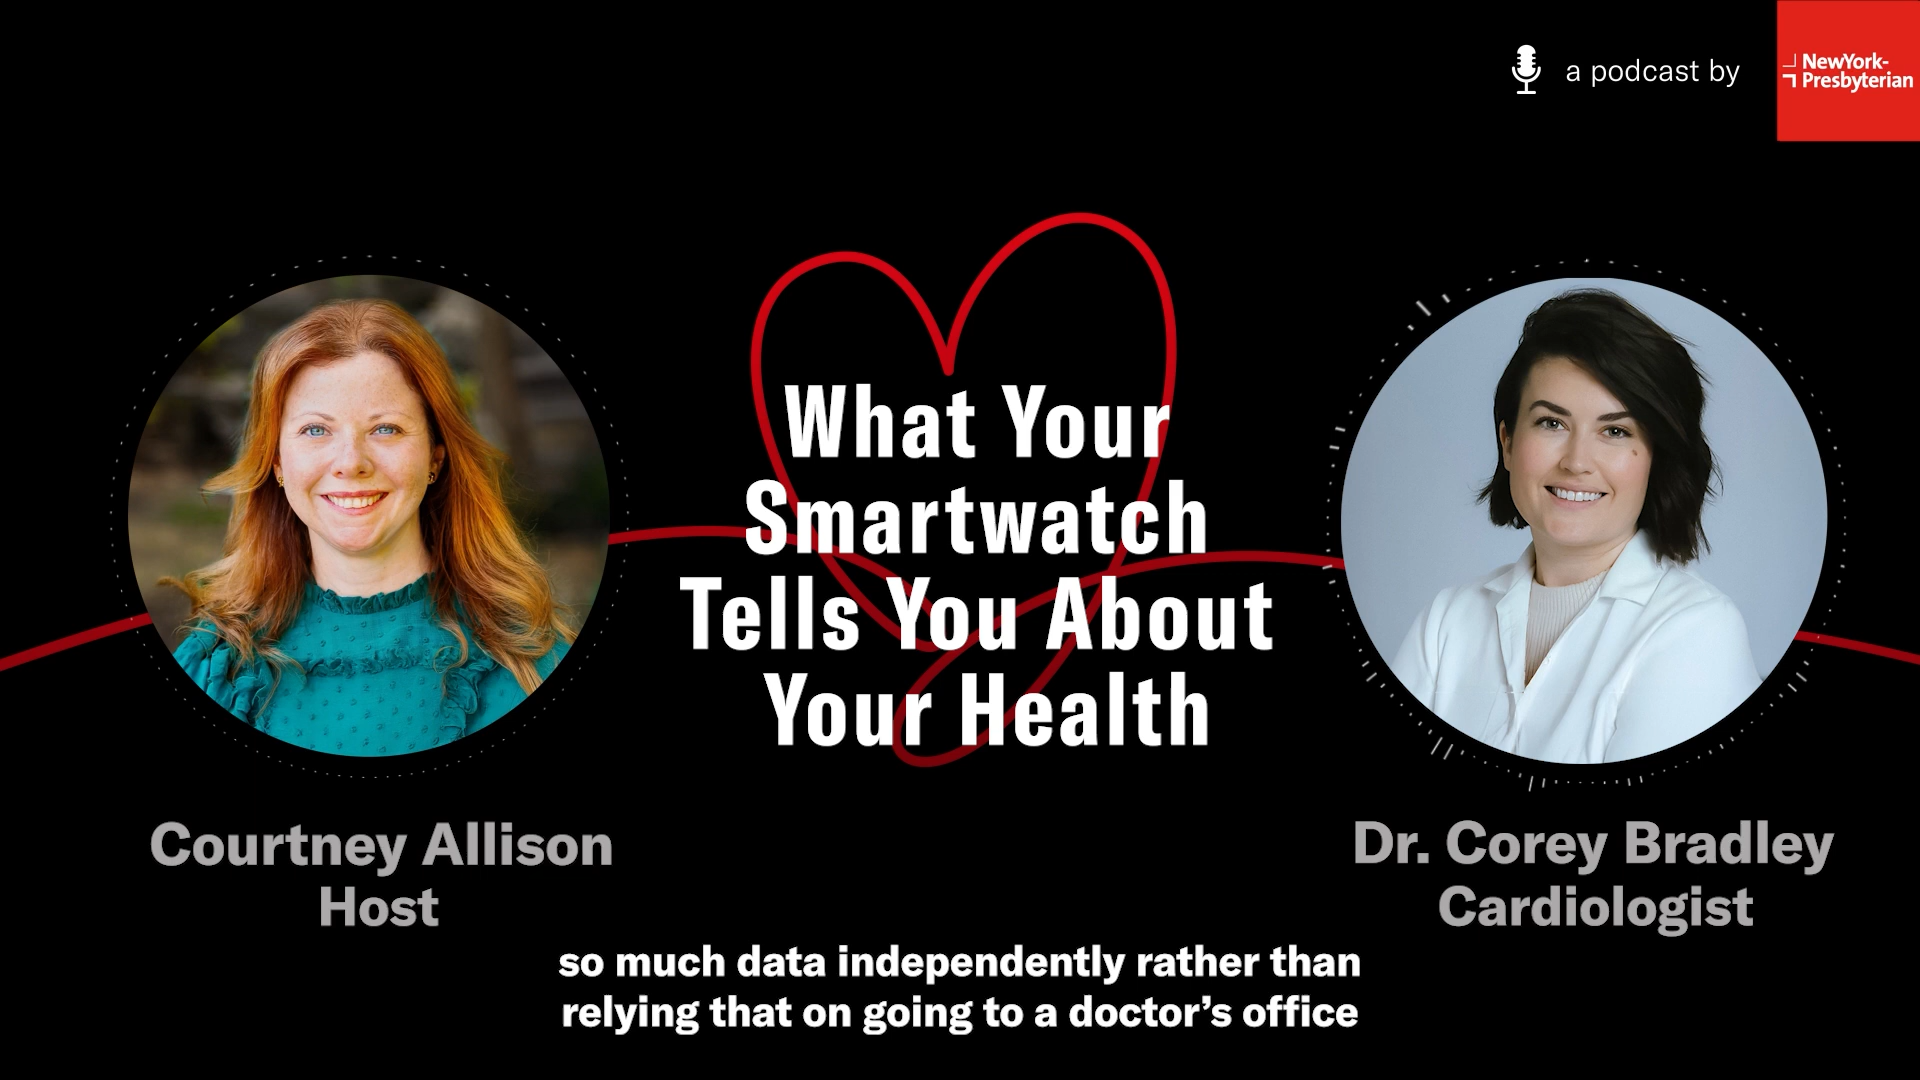 a podcast by
NewYork-
Presbyterian
What Your
Smartwatch
Tells You About
Your Health
Courtney Allison
Host
Dr. Corey Bradley
Cardiologist
so much data independently rather than
relying that on going to a doctor’s office